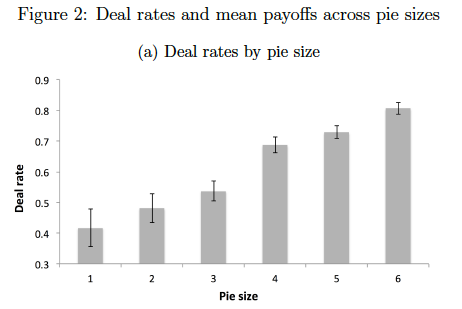 Figure 2: Deal rates and mean payoffs across pie sizes
(a) Deal rates by pie size
0.9
0.8
0.7
0.6
0.5
0.4
0.3
Deal rate
1 2 3 4 5 6
Pie size